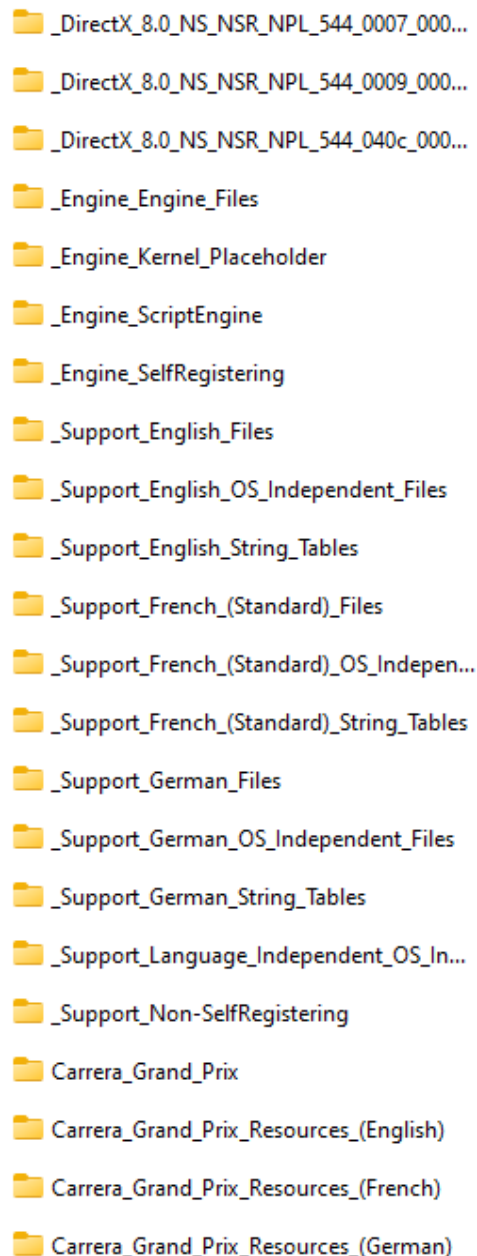 _DirectX_8.0_NS_NSR_NPL_544_0007_000...
_DirectX_8.0_NS_NSR_NPL_544_0009_000...
_DirectX_8.0_NS_NSR_NPL_544_040c_000...
_Engine_Engine_Files
_Engine_Kernel_Placeholder
_Engine_ScriptEngine
_Engine_SelfRegistering
_Support_English_Files
_Support_English_OS_Independent_Files
_Support_English_String_Tables
_Support_French_(Standard)_Files
_Support_French_(Standard)_OS_Indepen...
_Support_French_(Standard)_String_Tables
_Support_German_Files
_Support_German_OS_Independent_Files
_Support_German_String_Tables
_Support_Language_Independent_OS_In...
_Support_Non-SelfRegistering
Carrera_Grand_Prix
Carrera_Grand_Prix_Resources_(English)
Carrera_Grand_Prix_Resources_(French)
Carrera_Grand_Prix_Resources_(German)